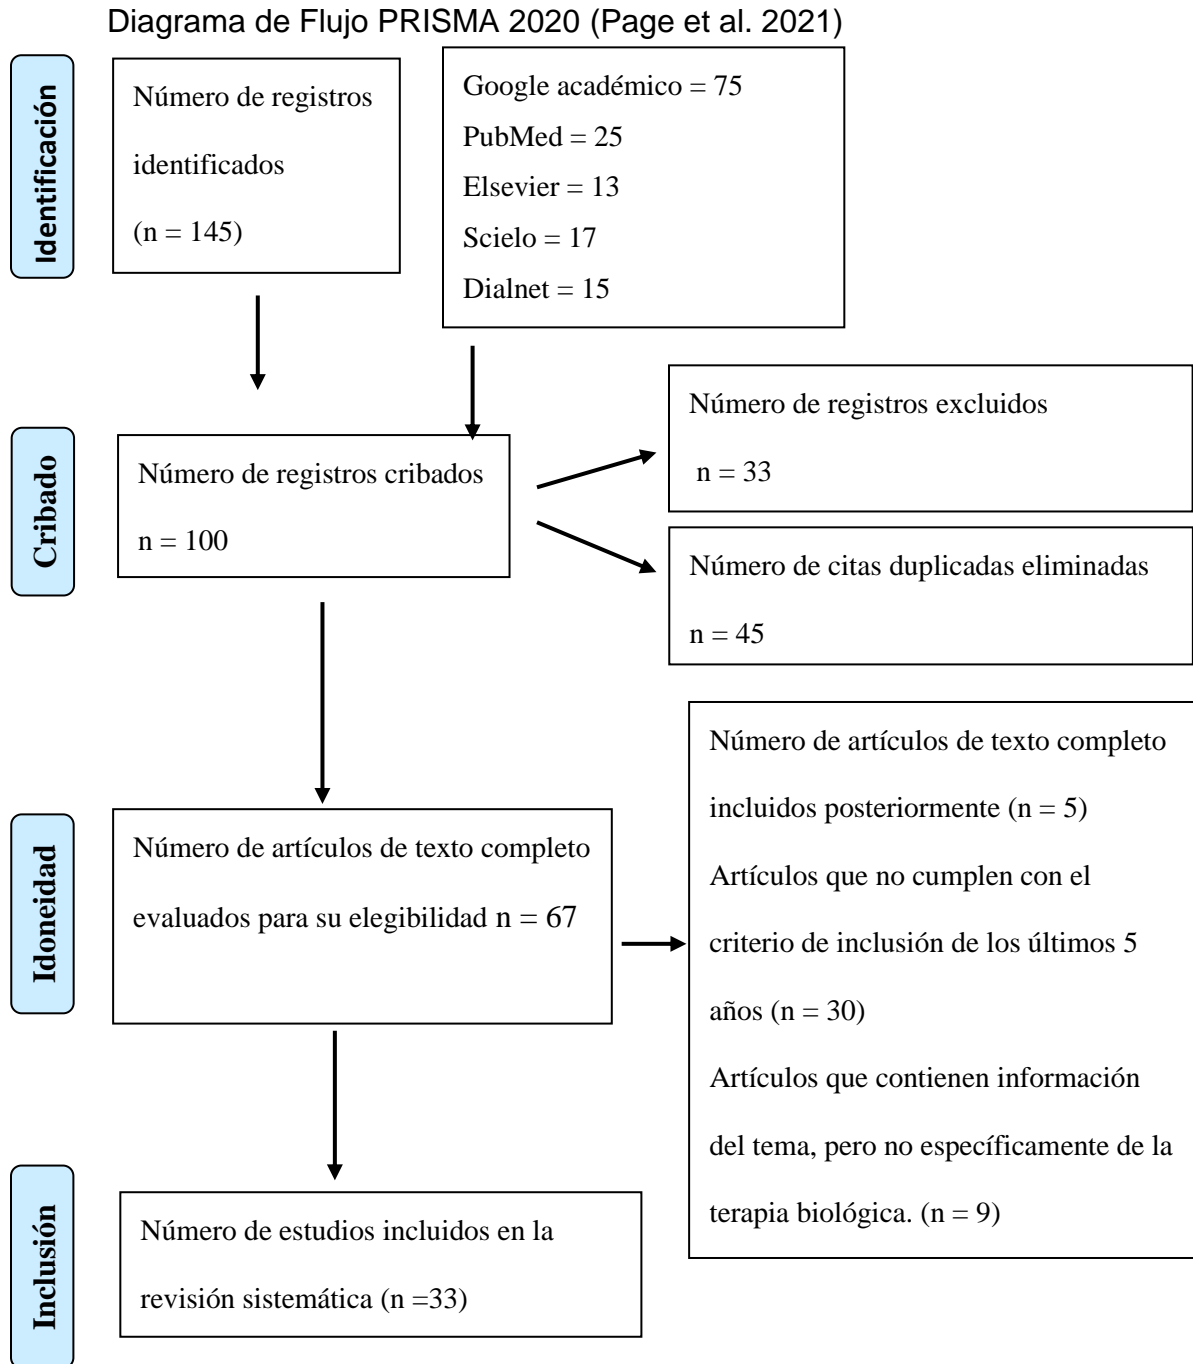 Diagrama de Flujo PRISMA 2020 (Page et al. 2021)
Identificación
Número de registros
identificados
(n = 145)
Google académico = 75
PubMed = 25
Elsevier = 13
Scielo = 17
Dialnet = 15
Cribado
Número de registros cribados
n = 100
Número de registros excluidos
n = 33
Número de citas duplicadas eliminadas
n = 45
Idoneidad
Número de artículos de texto completo
evaluados para su elegibilidad n = 67
Número de artículos de texto completo
incluidos posteriormente (n = 5)
Artículos que no cumplen con el
criterio de inclusión de los últimos 5
años (n = 30)
Artículos que contienen información
del tema, pero no específicamente de la
terapia biológica. (n = 9)
Inclusión
Número de estudios incluidos en la
revisión sistemática (n =33)